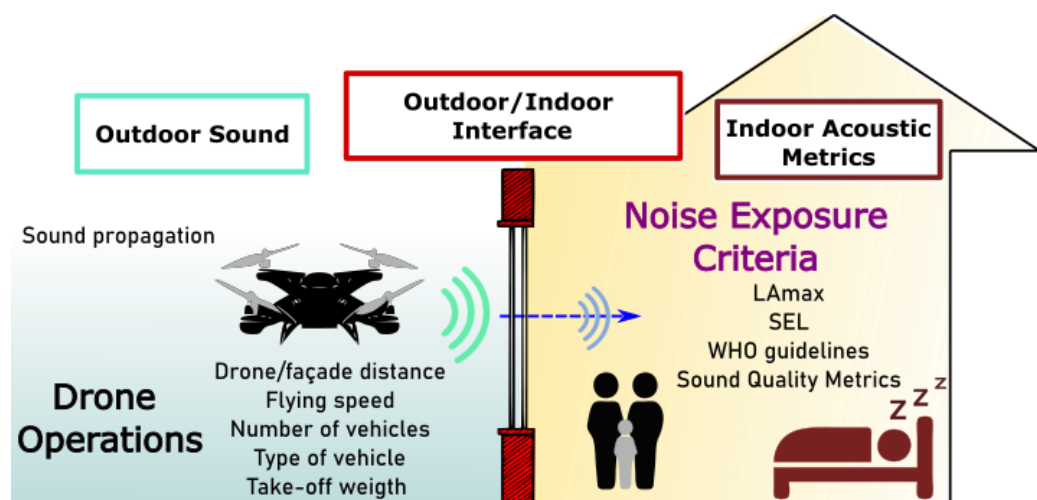 Outdoor Sound
Outdoor/Indoor
Interface
Indoor Acoustic
Metrics
Sound propagation
Noise Exposure
Criteria
LAmax
SEL
WHO guidelines
Sound Quality Metrics
Drone
Operations
Drone/façade distance
Flying speed
Number of vehicles
Type of vehicle
Take-off weigth
z z z